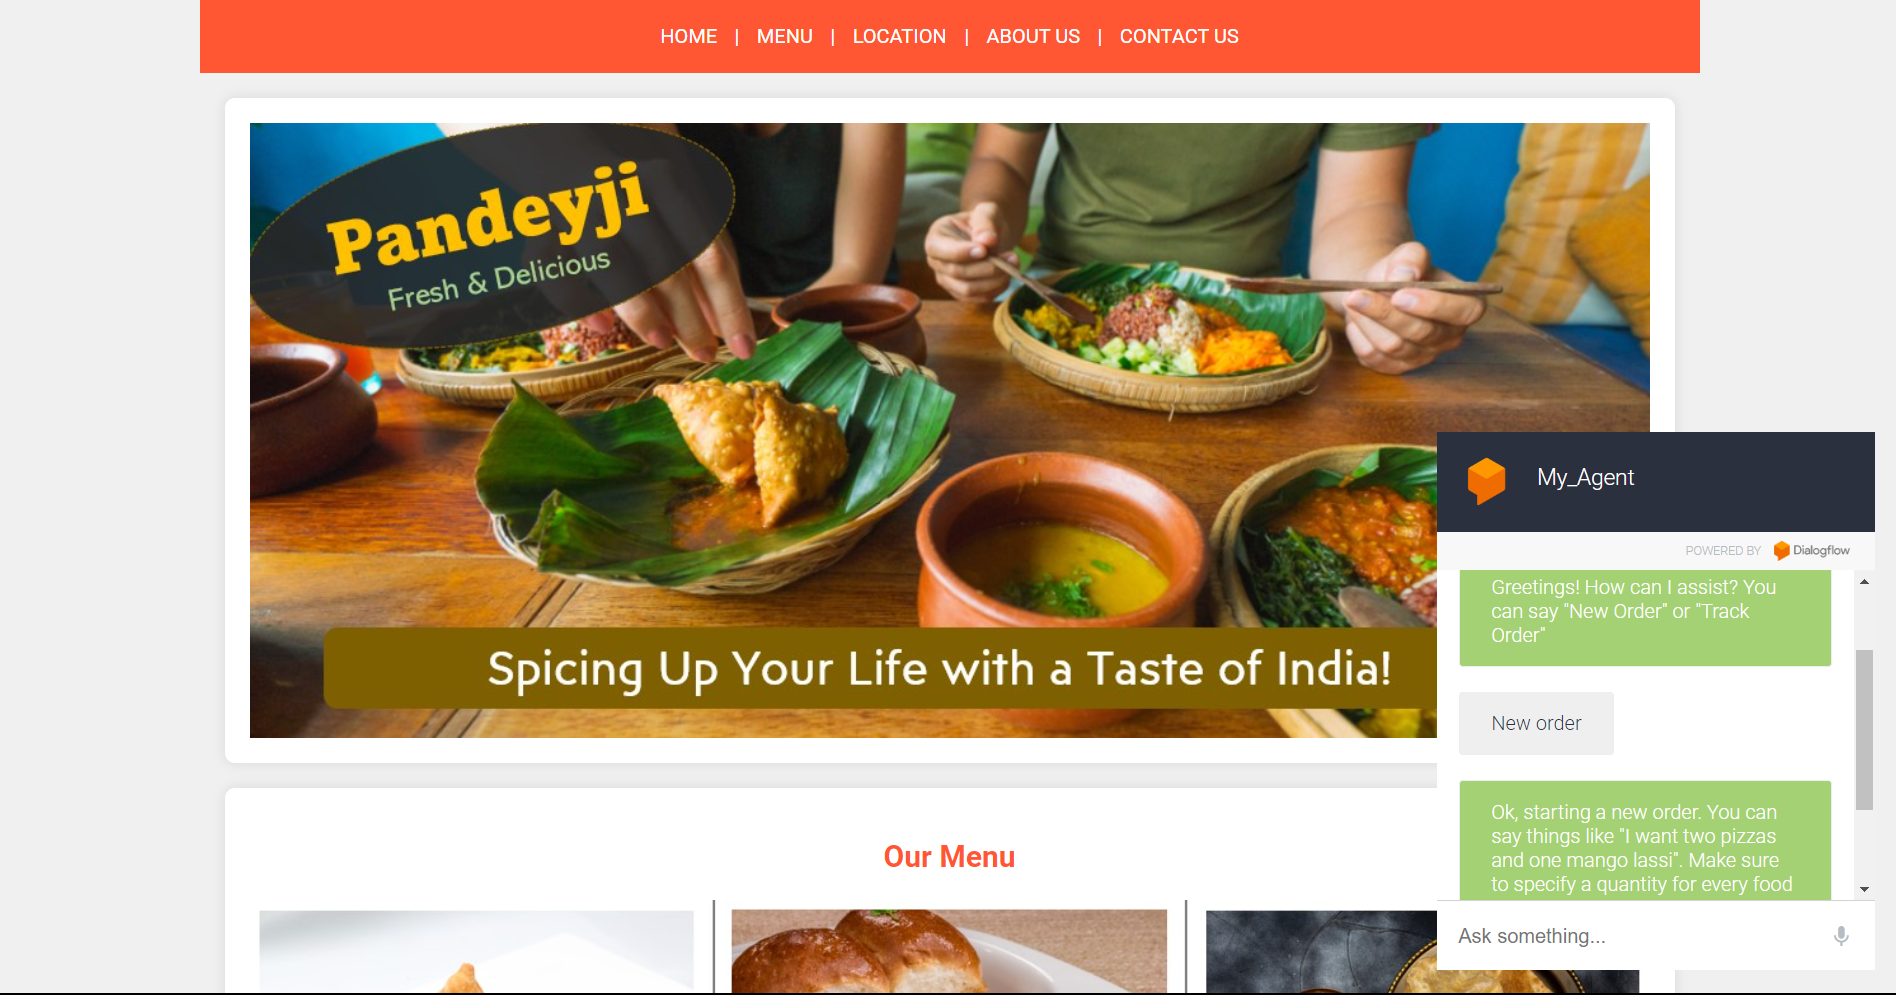 HOME | MENU | LOCATION | ABOUT US | CONTACT US
Pandeyji
Fresh & Delicious
Spicing Up Your Life with a Taste of India!
Our Menu
My_Agent
POWERED BY Dialogflow
Greetings! How can I assist? You
can say "New Order" or "Track
Order"
New order
Ok, starting a new order. You can
say things like "I want two pizzas
and one mango lassi". Make sure
to specify a quantity for every food
Ask something...